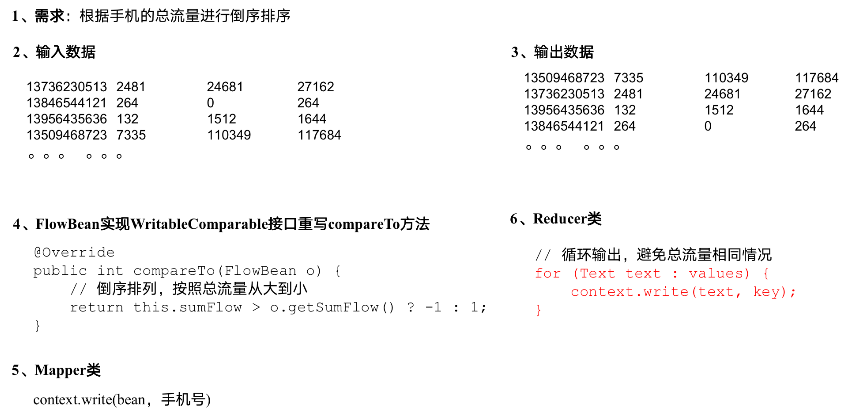 1、需求：根据手机的总流量进行倒序排序
2、输入数据
13736230513 2481 24681 27162
13846544121 264 0 264
13956435636 132 1512 1644
13509468723 7335 110349 117684
。。。 。。。
3、输出数据
13509468723 7335 110349 117684
13736230513 2481 24681 27162
13956435636 132 1512 1644
13846544121 264 0 264
。。。 。。。
4、FlowBean实现WritableComparable接口重写compareTo方法
@Override
public int compareTo(FlowBean o) {
// 倒序排列，按照总流量从大到小
return this.sumFlow > o.getSumFlow() ? -1 : 1;
}
5、Mapper类
context.write(bean，手机号)
6、Reducer类
// 循环输出，避免总流量相同情况
for (Text text : values) {
context.write(text, key);
}